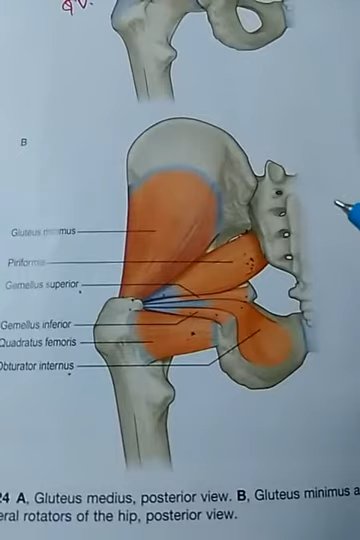 B
Gluteus minimus
Piriformis
Gemellus superior
Gemellus inferior
Quadratus femoris
Obturator internus
24 A, Gluteus medius, posterior view. B, Gluteus minimus a
eral rotators of the hip, posterior view.